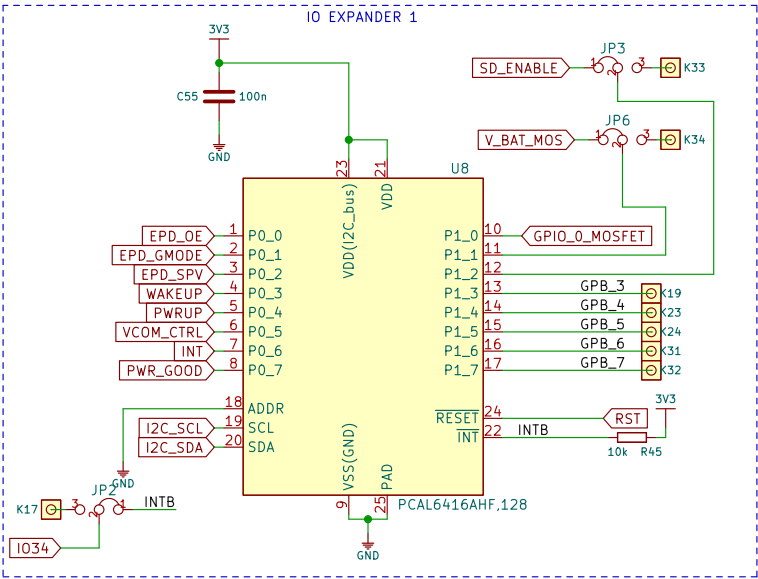 IO EXPANDER 1
3V3
C55 100n
GND
SD_ENABLE
JP3
1 2 3
K33
V_BAT_MOS
JP6
1 2 3
K34
U8
23 21
VDD(I2C_bus)
VDD
EPD_OE 1 P0_0
EPD_GMODE 2 P0_1
EPD_SPV 3 P0_2
WAKEUP 4 P0_3
PWRUP 5 P0_4
VCOM_CTRL 6 P0_5
INT 7 P0_6
PWR_GOOD 8 P0_7
18 ADDR
I2C_SCL 19 SCL
I2C_SDA 20 SDA
P1_0 10 GPIO_0_MOSFET
P1_1 11
P1_2 12
P1_3 13 GPB_3 K19
P1_4 14 GPB_4 K23
P1_5 15 GPB_5 K24
P1_6 16 GPB_6 K31
P1_7 17 GPB_7 K32
RESET 24 RST
INT 22 INTB
3V3
10k R45
VSS(GND)
PAD
9 25
PCAL6416AHF,128
GND
GND
JP2
K17 3 2 1 INTB
IO34